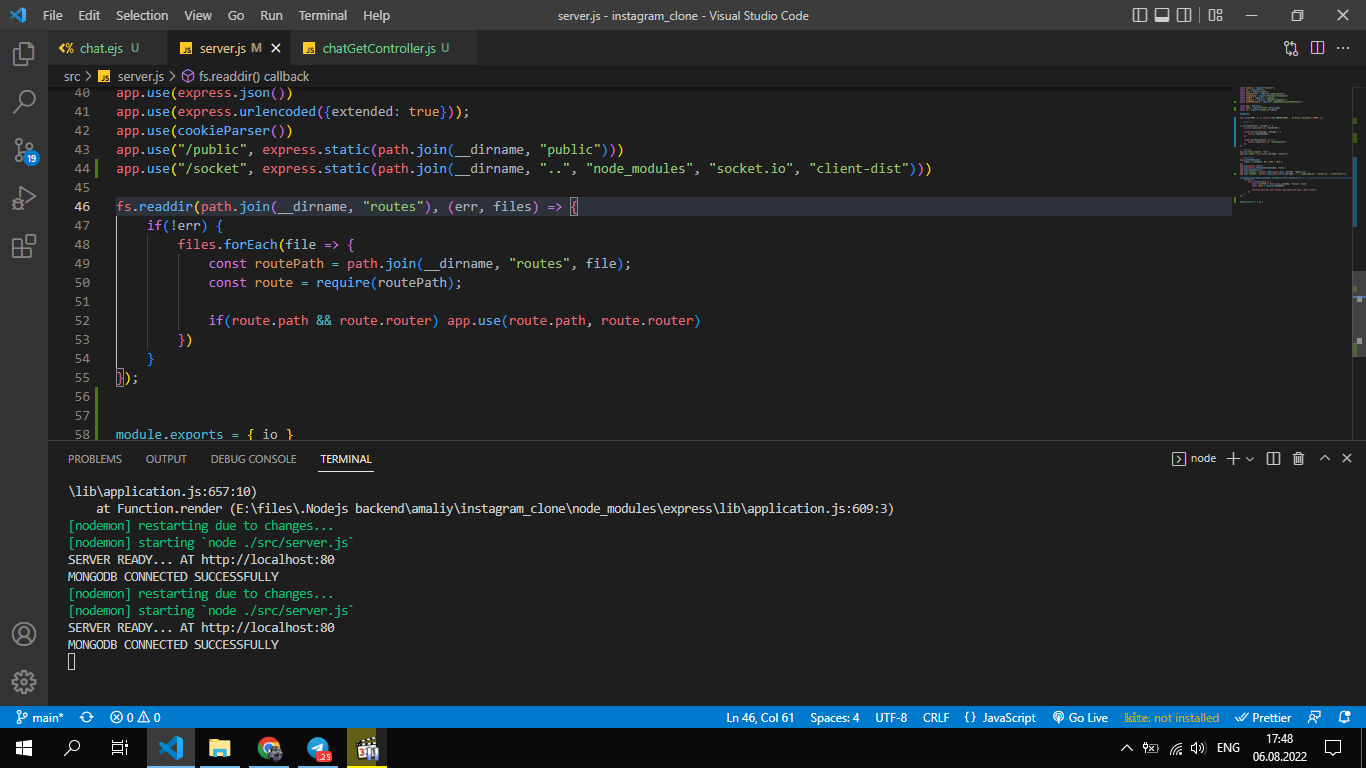 File Edit Selection View Go Run Terminal Help server.js - instagram_clone - Visual Studio Code
chat.ejs U JS server.js M JS chatGetController.js U
src > JS server.js > fs.readdir() callback
40 app.use(express.json())
41 app.use(express.urlencoded({extended: true}));
42 app.use(cookieParser())
43 app.use("/public", express.static(path.join(__dirname, "public")))
44 app.use("/socket", express.static(path.join(__dirname, "..", "node_modules", "socket.io", "client-dist")))
45
46 fs.readdir(path.join(__dirname, "routes"), (err, files) => {
47 if(!err) {
48 files.forEach(file => {
49 const routePath = path.join(__dirname, "routes", file);
50 const route = require(routePath);
51
52 if(route.path && route.router) app.use(route.path, route.router)
53 })
54 }
55 });
56
57
58 module.exports = { io }
PROBLEMS OUTPUT DEBUG CONSOLE TERMINAL node
\lib\application.js:657:10)
at Function.render (E:\files\.Nodejs backend\amaliy\instagram_clone\node_modules\express\lib\application.js:609:3)
[nodemon] restarting due to changes...
[nodemon] starting `node ./src/server.js`
SERVER READY... AT http://localhost:80
MONGODB CONNECTED SUCCESSFULLY
[nodemon] restarting due to changes...
[nodemon] starting `node ./src/server.js`
SERVER READY... AT http://localhost:80
MONGODB CONNECTED SUCCESSFULLY
19
main* 0 0 Ln 46, Col 61 Spaces: 4 UTF-8 CRLF {} JavaScript Go Live kite: not installed Prettier
25 ENG 17:48
06.08.2022